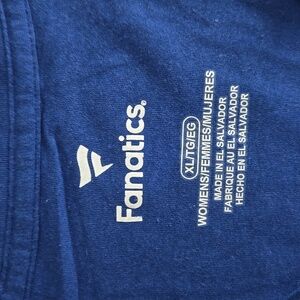 Fanatics®
XL/TG/EG
WOMENS/FEMMES/MUJERES
MADE IN EL SALVADOR
FABRIQUE AU EL SALVADOR
HECHO EN EL SALVADOR